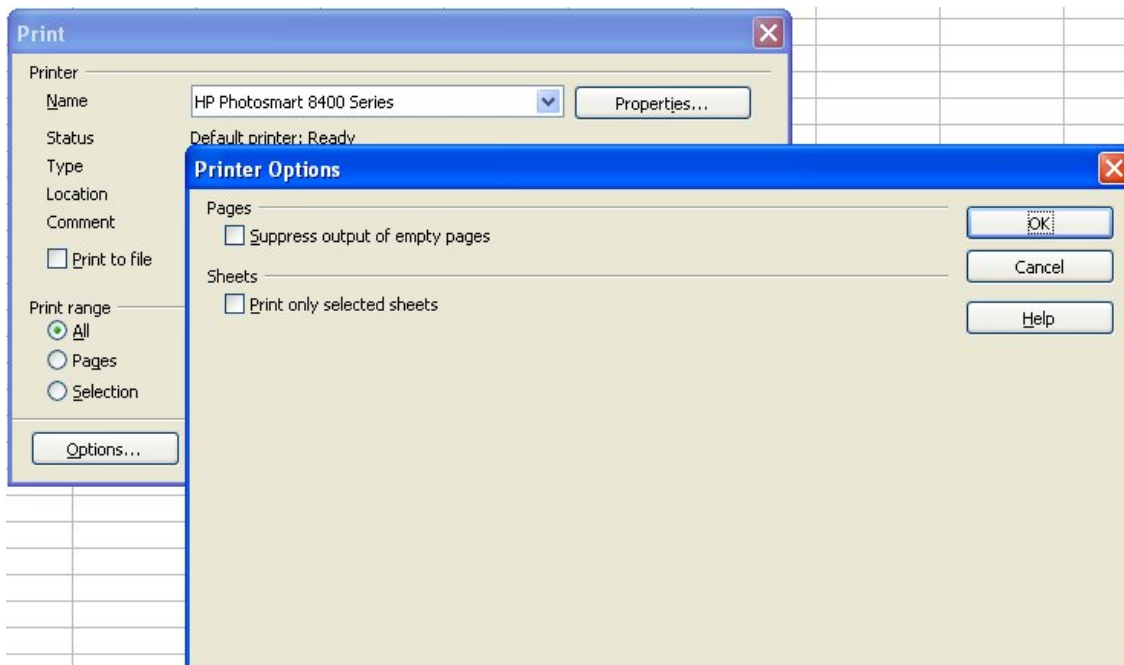 Print
Printer
Name HP Photosmart 8400 Series Properties...
Status Default printer: Ready
Type
Location
Comment
Print to file
Print range
All
Pages
Selection
Options...
Printer Options
Pages
Suppress output of empty pages
Sheets
Print only selected sheets
OK
Cancel
Help